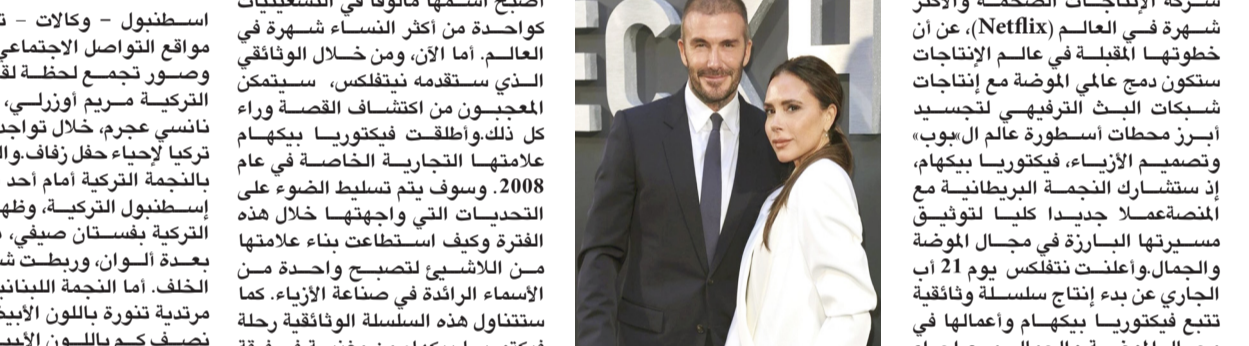 شركة الإنتاجات الضخمة والأكثر
شهرة في العالم (Netflix)، عن أن
خطوتها المقبلة في عالم الإنتاجات
ستكون دمج عالمي الموضة مع إنتاجات
شبكات البث الترفيهي لتجسيد
أبرز محطات أسطورة عالم ال«بوب»
وتصميم الأزياء، فيكتوريا بيكهام،
إذ ستشارك النجمة البريطانية مع
المنصةعملا جديدا كليا لتوثيق
مسيرتها البارزة في مجال الموضة
والجمال.وأعلنت نتفلكس يوم 21 أب
الجاري عن بدء إنتاج سلسلة وثائقية
تتبع فيكتوريا بيكهام وأعمالها في
ECKH
أصبح اسمها مألوفا في التسعينيات
كواحدة من أكثر النساء شهرة في
العالم. أما الآن، ومن خلال الوثائقي
الذي ستقدمه نيتفلكس، سيتمكن
المعجبون من اكتشاف القصة وراء
كل ذلك.وأطلقت فيكتوريا بيكهام
علامتها التجارية الخاصة في عام
2008. وسوف يتم تسليط الضوء على
التحديات التي واجهتها خلال هذه
الفترة وكيف استطاعت بناء علامتها
من اللاشيئ لتصبح واحدة من
الأسماء الرائدة في صناعة الأزياء. كما
ستتناول هذه السلسلة الوثائقية رحلة
اسطنبول - وكالات -
مواقع التواصل الاجتماعي
وصور تجمع لحظة
التركية مريم أوزرلي،
نانسي عجرم، خلال
تركيا لإحياء حفل زفاف.
بالنجمة التركية أمام أحد
إسطنبول التركية،
التركية بفستان صيفي،
بعدة ألوان، وربطت
الخلف. أما النجمة
مرتدية تنورة باللون
نصف كم باللون